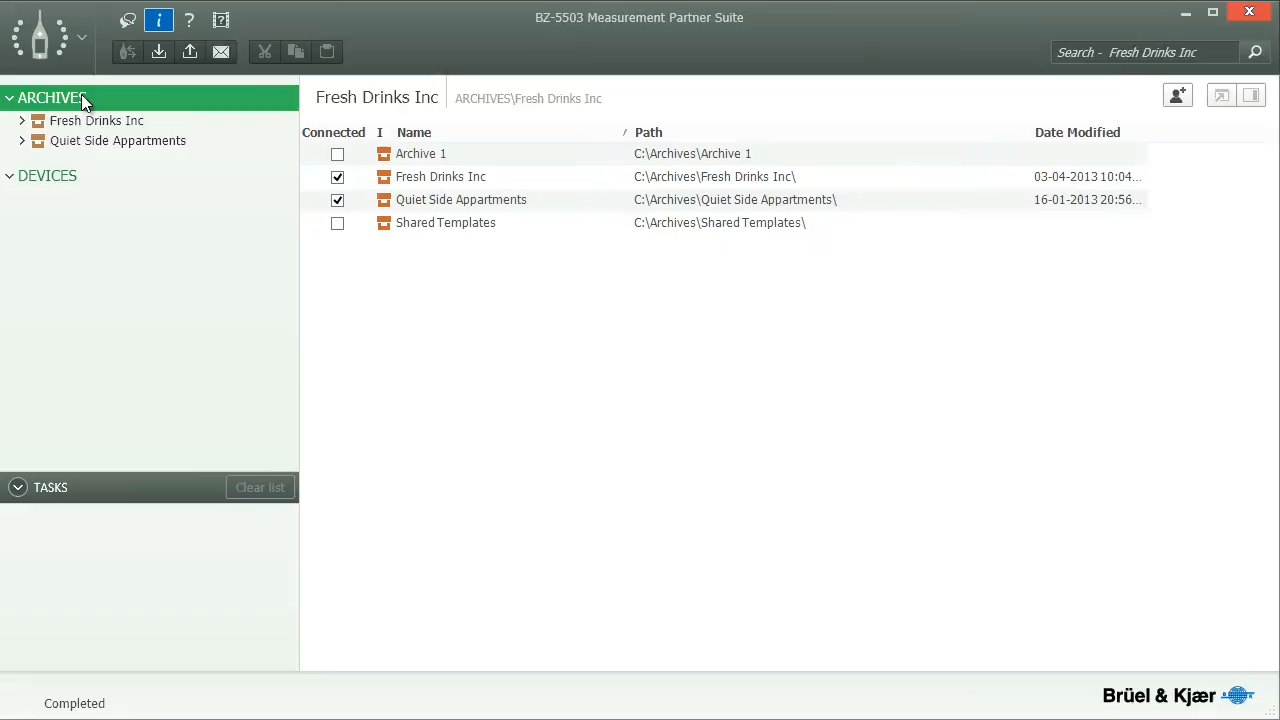 BZ-5503 Measurement Partner Suite
Search - Fresh Drinks Inc
ARCHIVES
Fresh Drinks Inc
Quiet Side Appartments
DEVICES
TASKS
Clear list
Fresh Drinks Inc
ARCHIVES\Fresh Drinks Inc
Connected I Name / Path Date Modified
Archive 1 C:\Archives\Archive 1
Fresh Drinks Inc C:\Archives\Fresh Drinks Inc\ 03-04-2013 10:04...
Quiet Side Appartments C:\Archives\Quiet Side Appartments\ 16-01-2013 20:56...
Shared Templates C:\Archives\Shared Templates\
Completed
Brüel & Kjær